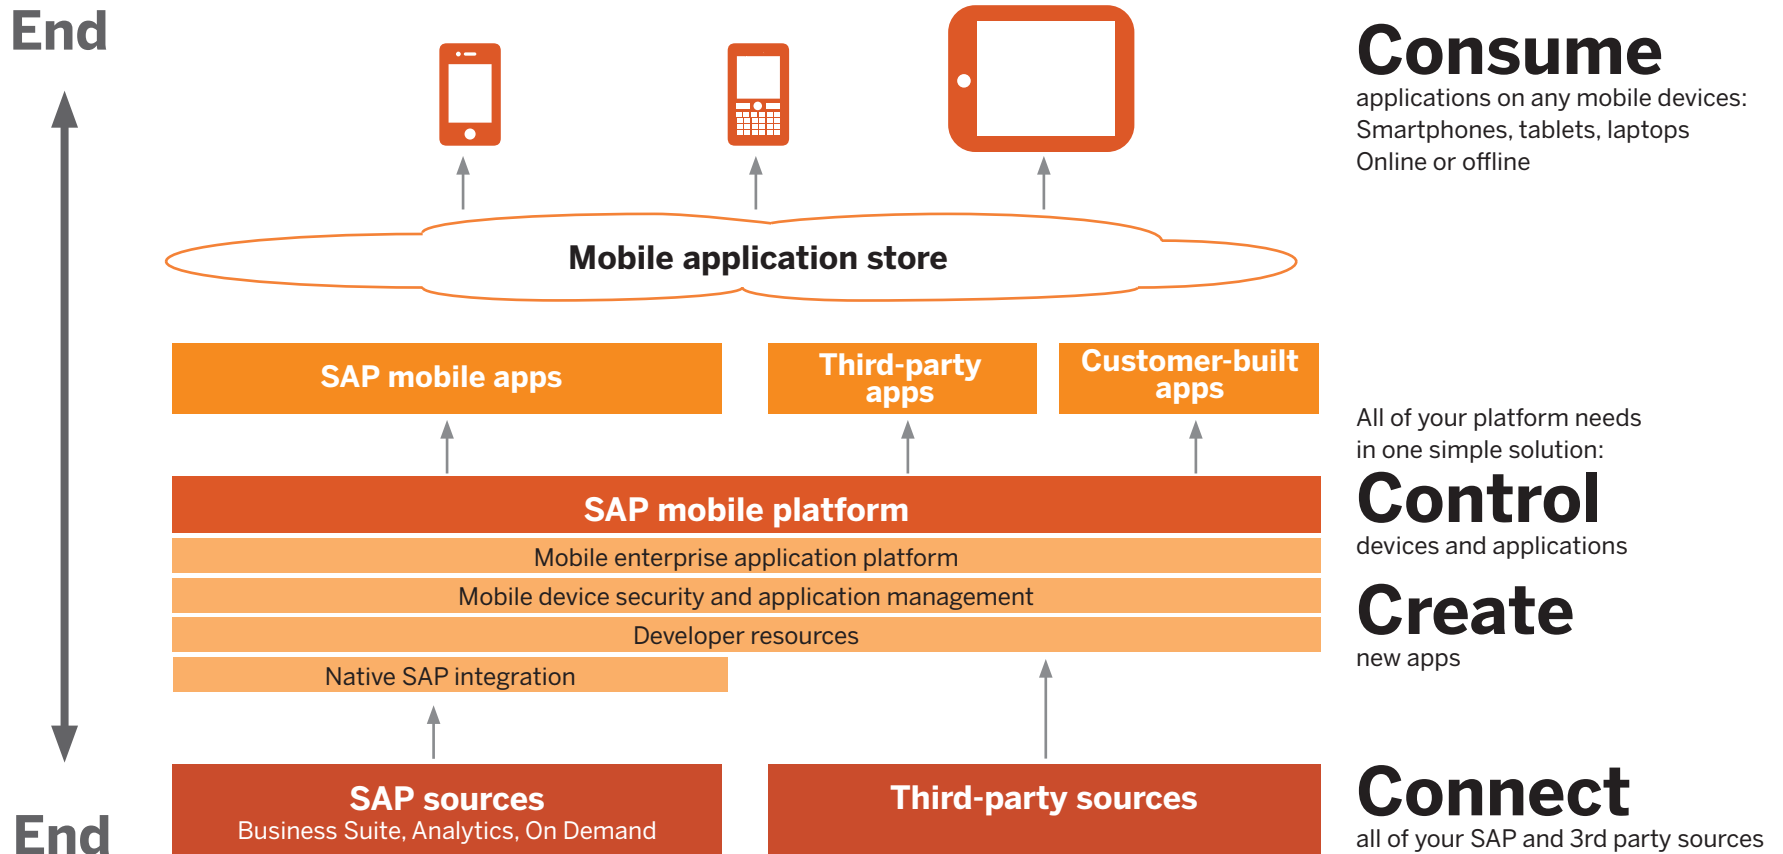 End
Consume
applications on any mobile devices:
Smartphones, tablets, laptops
Online or offline
Mobile application store
SAP mobile apps
Third-party
apps
Customer-built
apps
All of your platform needs
in one simple solution:
SAP mobile platform
Control
devices and applications
Mobile enterprise application platform
Mobile device security and application management
Create
Developer resources
new apps
Native SAP integration
SAP sources
Business Suite, Analytics, On Demand
Third-party sources
Connect
all of your SAP and 3rd party sources
End